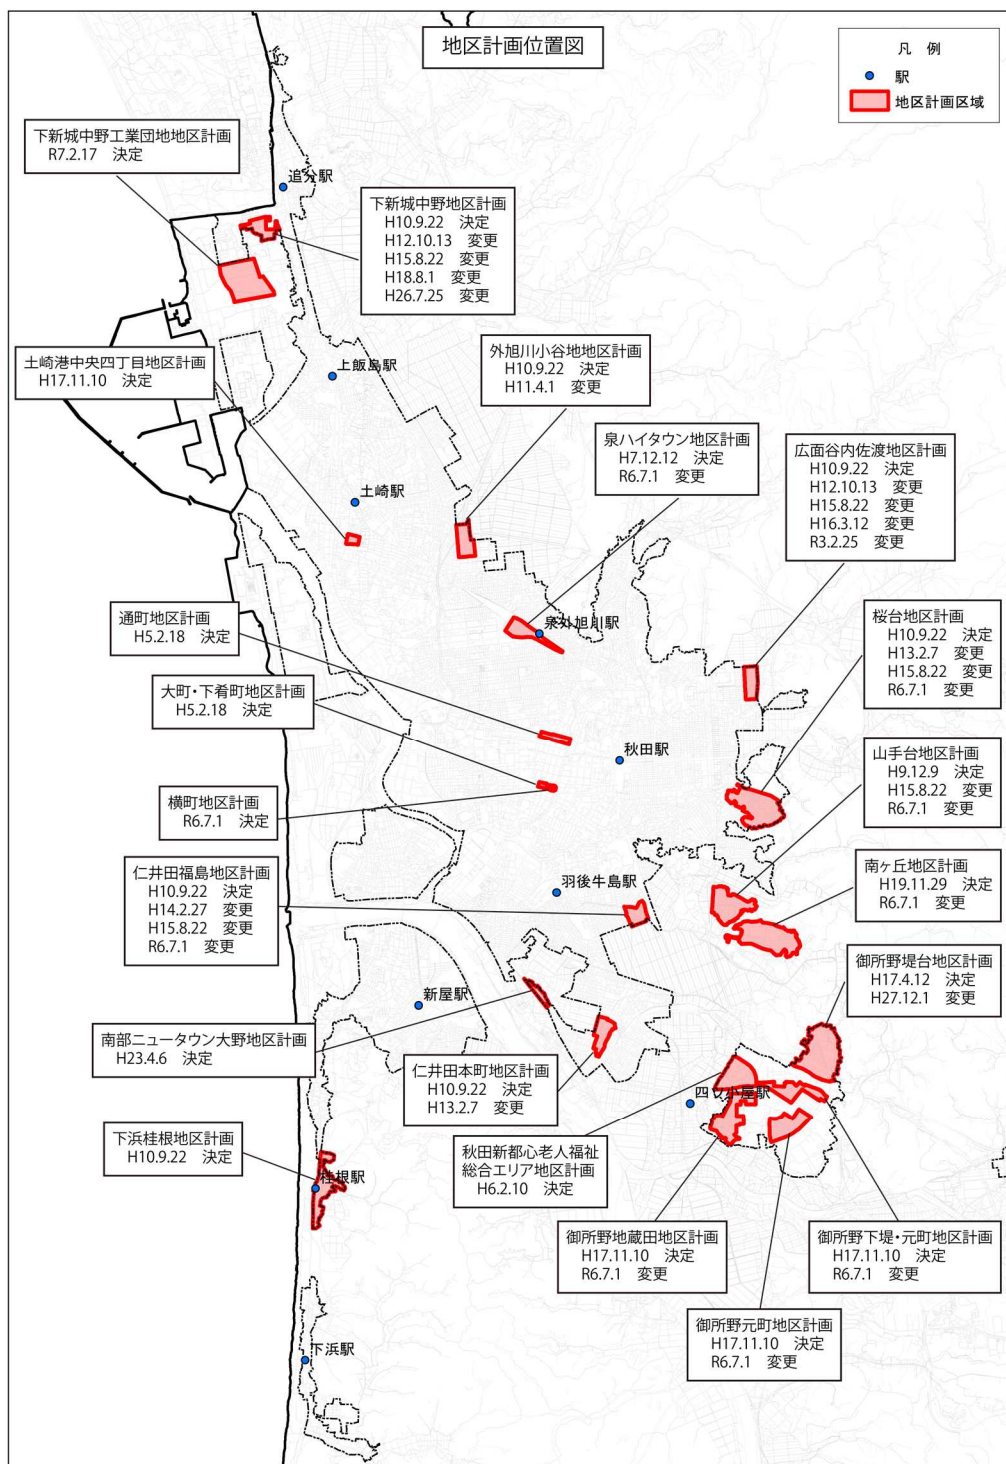 地区計画位置図
凡 例
駅
地区計画区域
下新城中野工業団地地区計画
R7.2.17 決定
追分駅
下新城中野地区計画
H10.9.22 決定
H12.10.13 変更
H15.8.22 変更
H18.8.1 変更
H26.7.25 変更
土崎港中央四丁目地区計画
H17.11.10 決定
上飯島駅
外旭川小谷地地区計画
H10.9.22 決定
H11.4.1 変更
泉ハイタウン地区計画
H7.12.12 決定
R6.7.1 変更
広面谷内佐渡地区計画
H10.9.22 決定
H12.10.13 変更
H15.8.22 変更
H16.3.12 変更
R3.2.25 変更
土崎駅
通町地区計画
H5.2.18 決定
泉外旭川駅
桜台地区計画
H10.9.22 決定
H13.2.7 変更
H15.8.22 変更
R6.7.1 変更
大町・下肴町地区計画
H5.2.18 決定
秋田駅
山手台地区計画
H9.12.9 決定
H15.8.22 変更
R6.7.1 変更
横町地区計画
R6.7.1 決定
仁井田福島地区計画
H10.9.22 決定
H14.2.27 変更
H15.8.22 変更
R6.7.1 変更
羽後牛島駅
南ヶ丘地区計画
H19.11.29 決定
R6.7.1 変更
御所野堤台地区計画
H17.4.12 決定
H27.12.1 変更
新屋駅
南部ニュータウン大野地区計画
H23.4.6 決定
仁井田本町地区計画
H10.9.22 決定
H13.2.7 変更
四ツ小屋駅
下浜桂根地区計画
H10.9.22 決定
桂根駅
秋田新都心老人福祉
総合エリア地区計画
H6.2.10 決定
御所野地蔵田地区計画
H17.11.10 決定
R6.7.1 変更
御所野下堤・元町地区計画
H17.11.10 決定
R6.7.1 変更
御所野元町地区計画
H17.11.10 決定
R6.7.1 変更
下浜駅